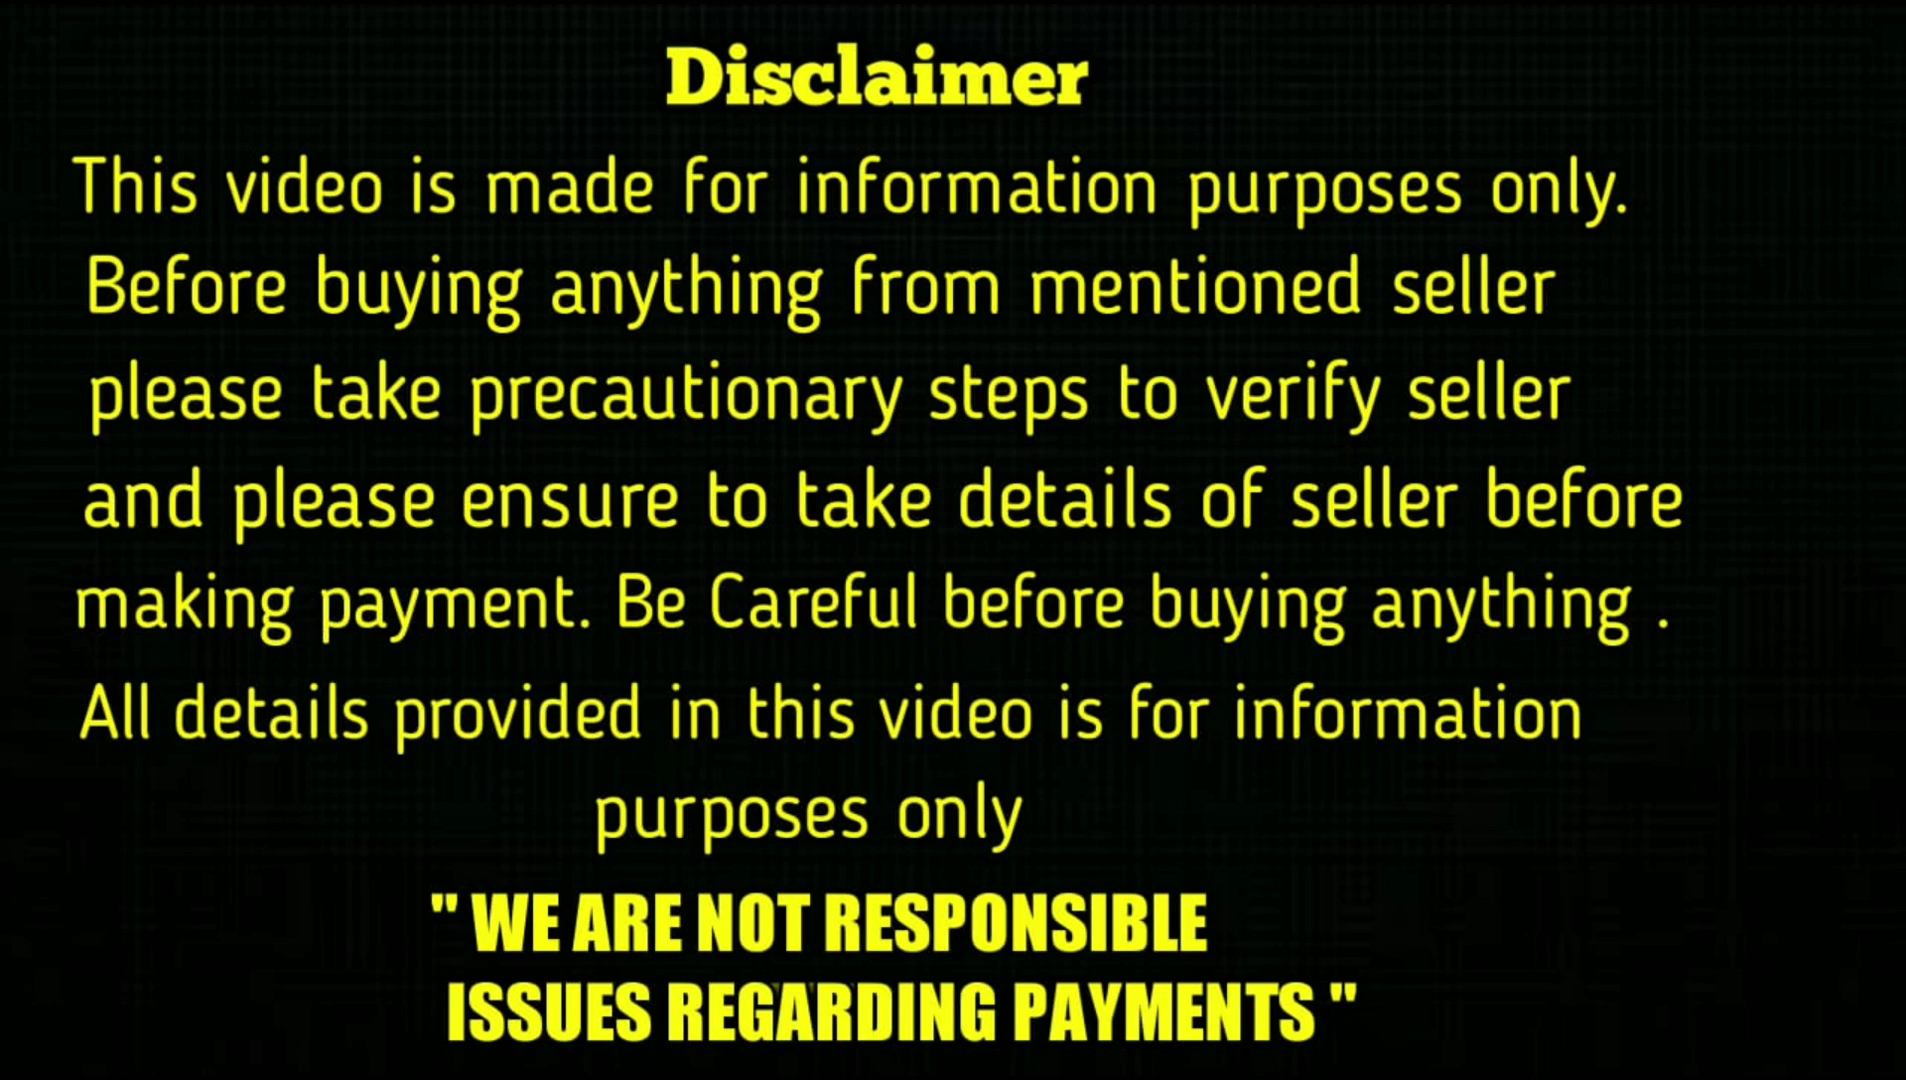 Disclaimer
This video is made for information purposes only.
Before buying anything from mentioned seller
please take precautionary steps to verify seller
and please ensure to take details of seller before
making payment. Be Careful before buying anything .
All details provided in this video is for information
purposes only
" WE ARE NOT RESPONSIBLE
ISSUES REGARDING PAYMENTS "